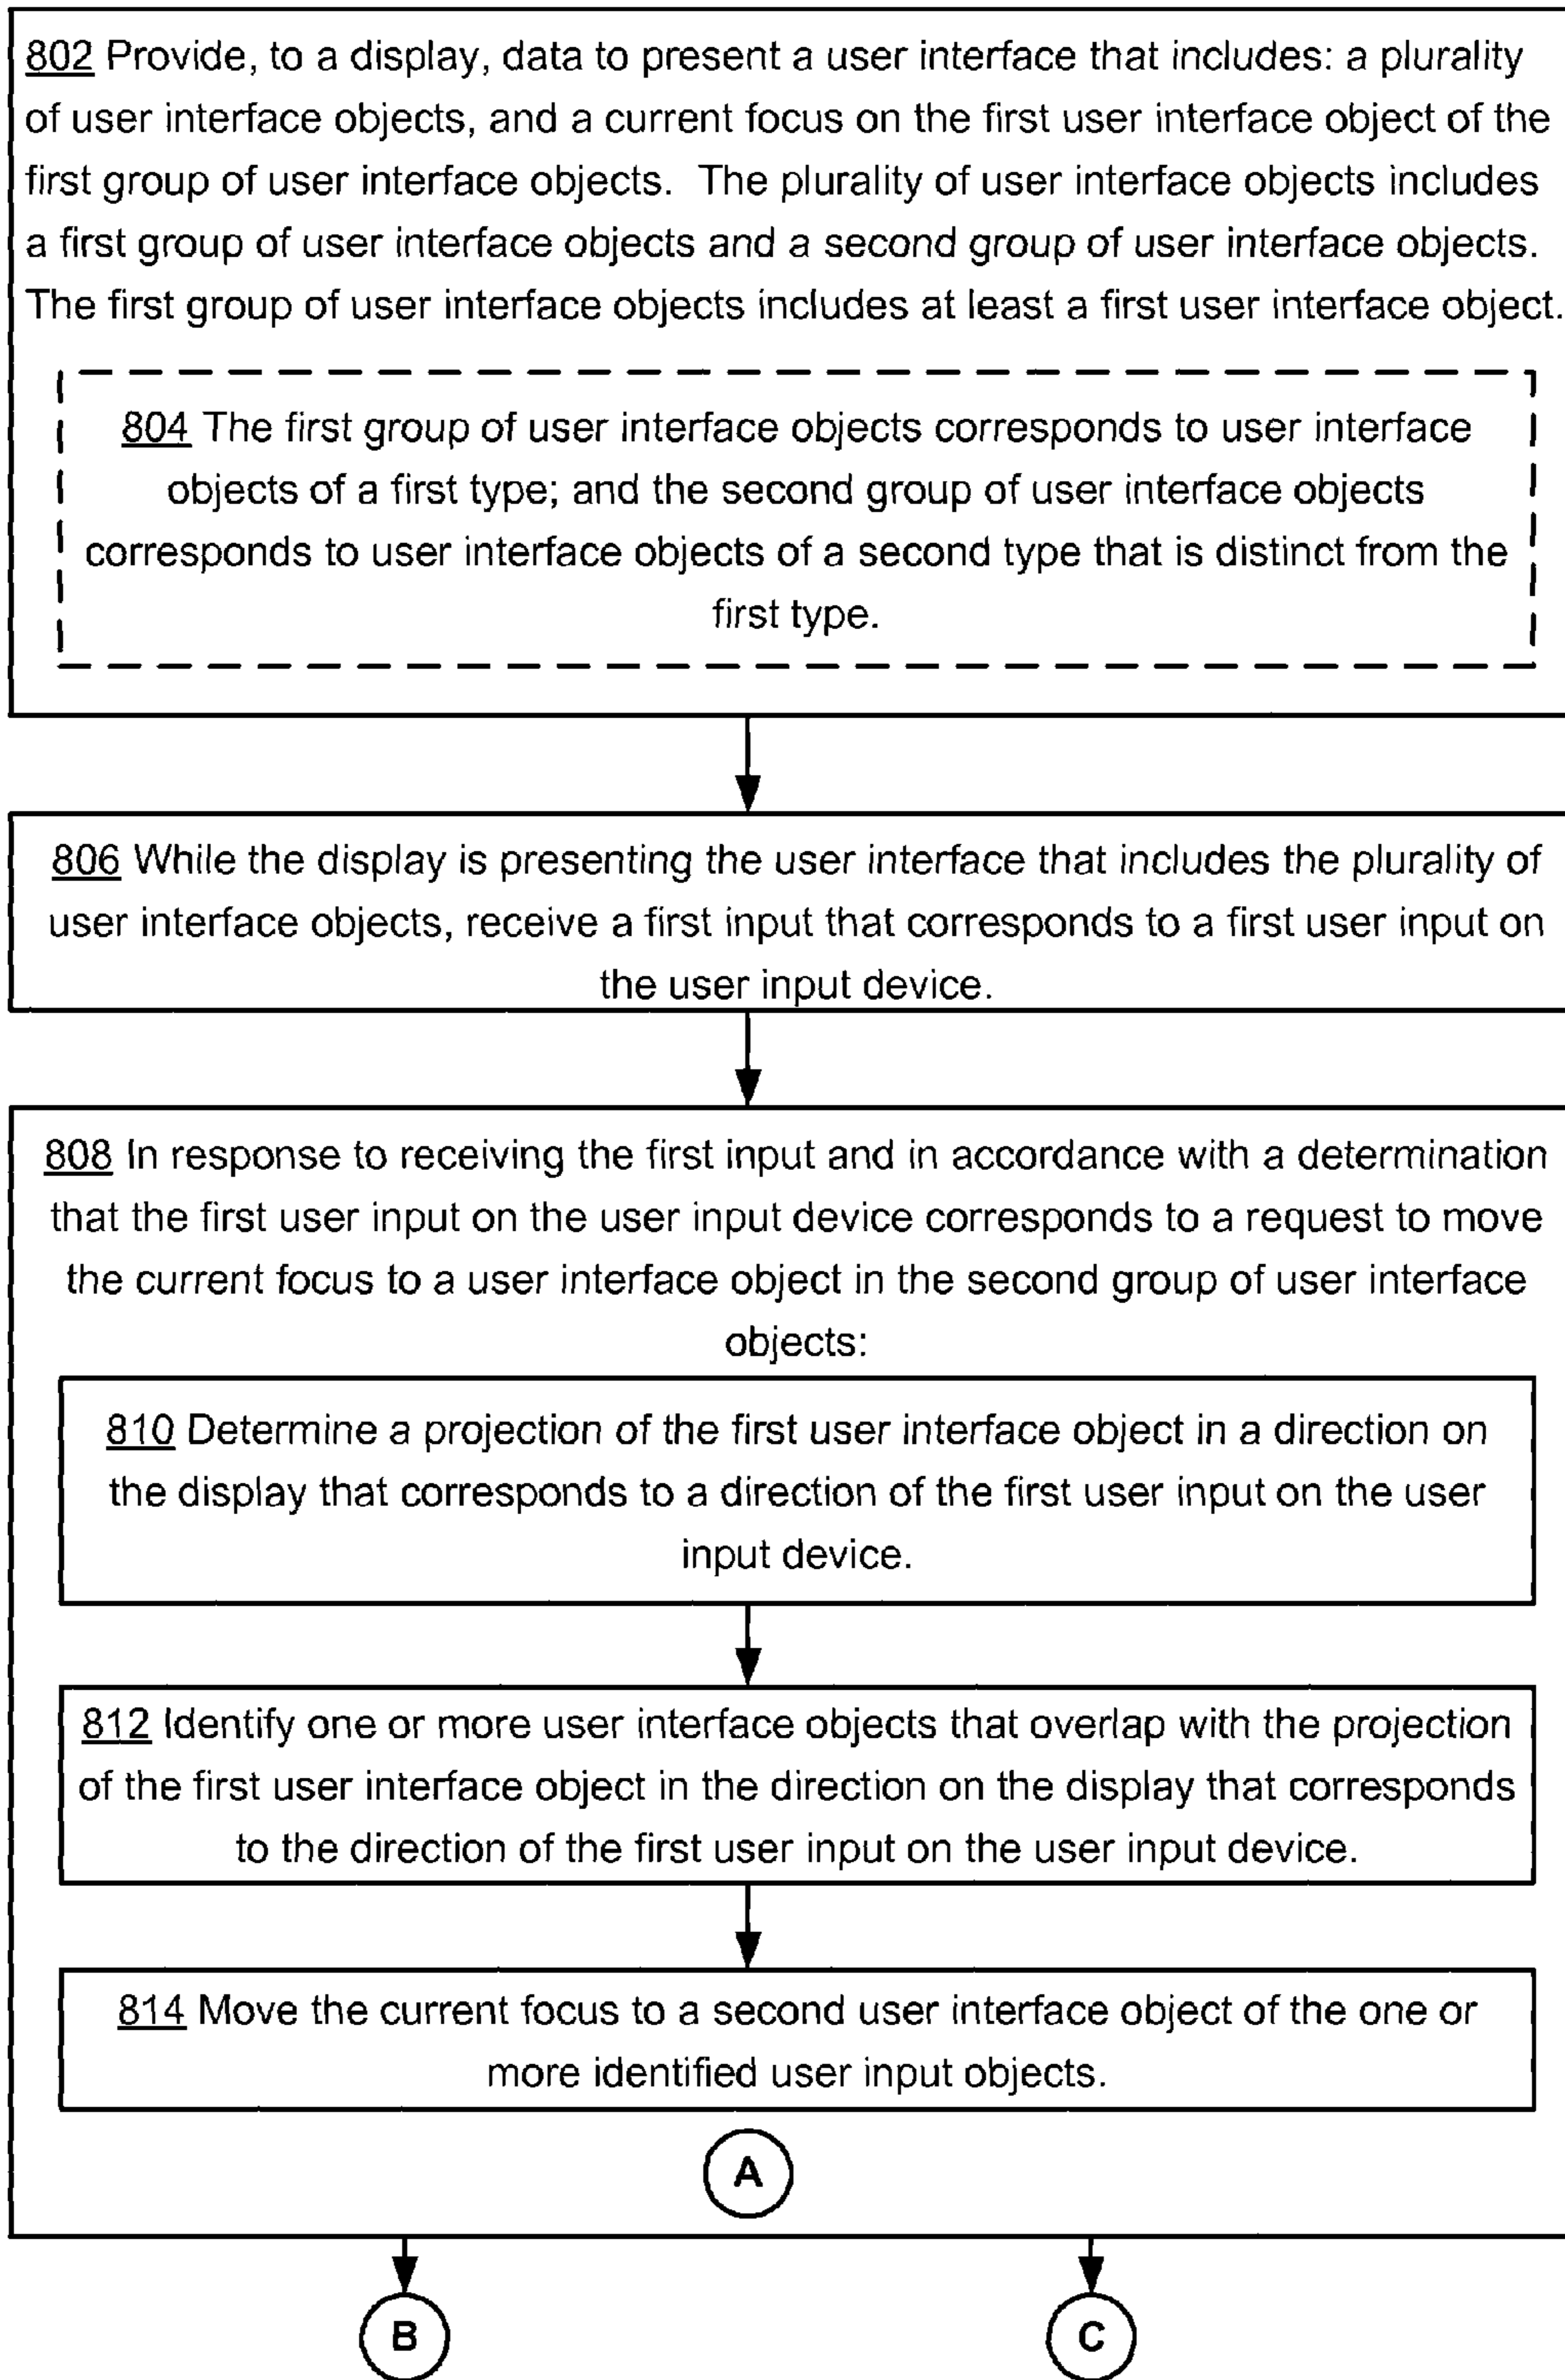 802 Provide, to a display, data to present a user interface that includes: a plurality
of user interface objects, and a current focus on the first user interface object of the
first group of user interface objects.  The plurality of user interface objects includes
a first group of user interface objects and a second group of user interface objects.
The first group of user interface objects includes at least a first user interface object.
804 The first group of user interface objects corresponds to user interface
objects of a first type; and the second group of user interface objects
corresponds to user interface objects of a second type that is distinct from the
first type.
806 While the display is presenting the user interface that includes the plurality of
user interface objects, receive a first input that corresponds to a first user input on
the user input device.
808 In response to receiving the first input and in accordance with a determination
that the first user input on the user input device corresponds to a request to move
the current focus to a user interface object in the second group of user interface
objects:
810 Determine a projection of the first user interface object in a direction on
the display that corresponds to a direction of the first user input on the user
input device.
812 Identify one or more user interface objects that overlap with the projection
of the first user interface object in the direction on the display that corresponds
to the direction of the first user input on the user input device.
814 Move the current focus to a second user interface object of the one or
more identified user input objects.
A
B
C